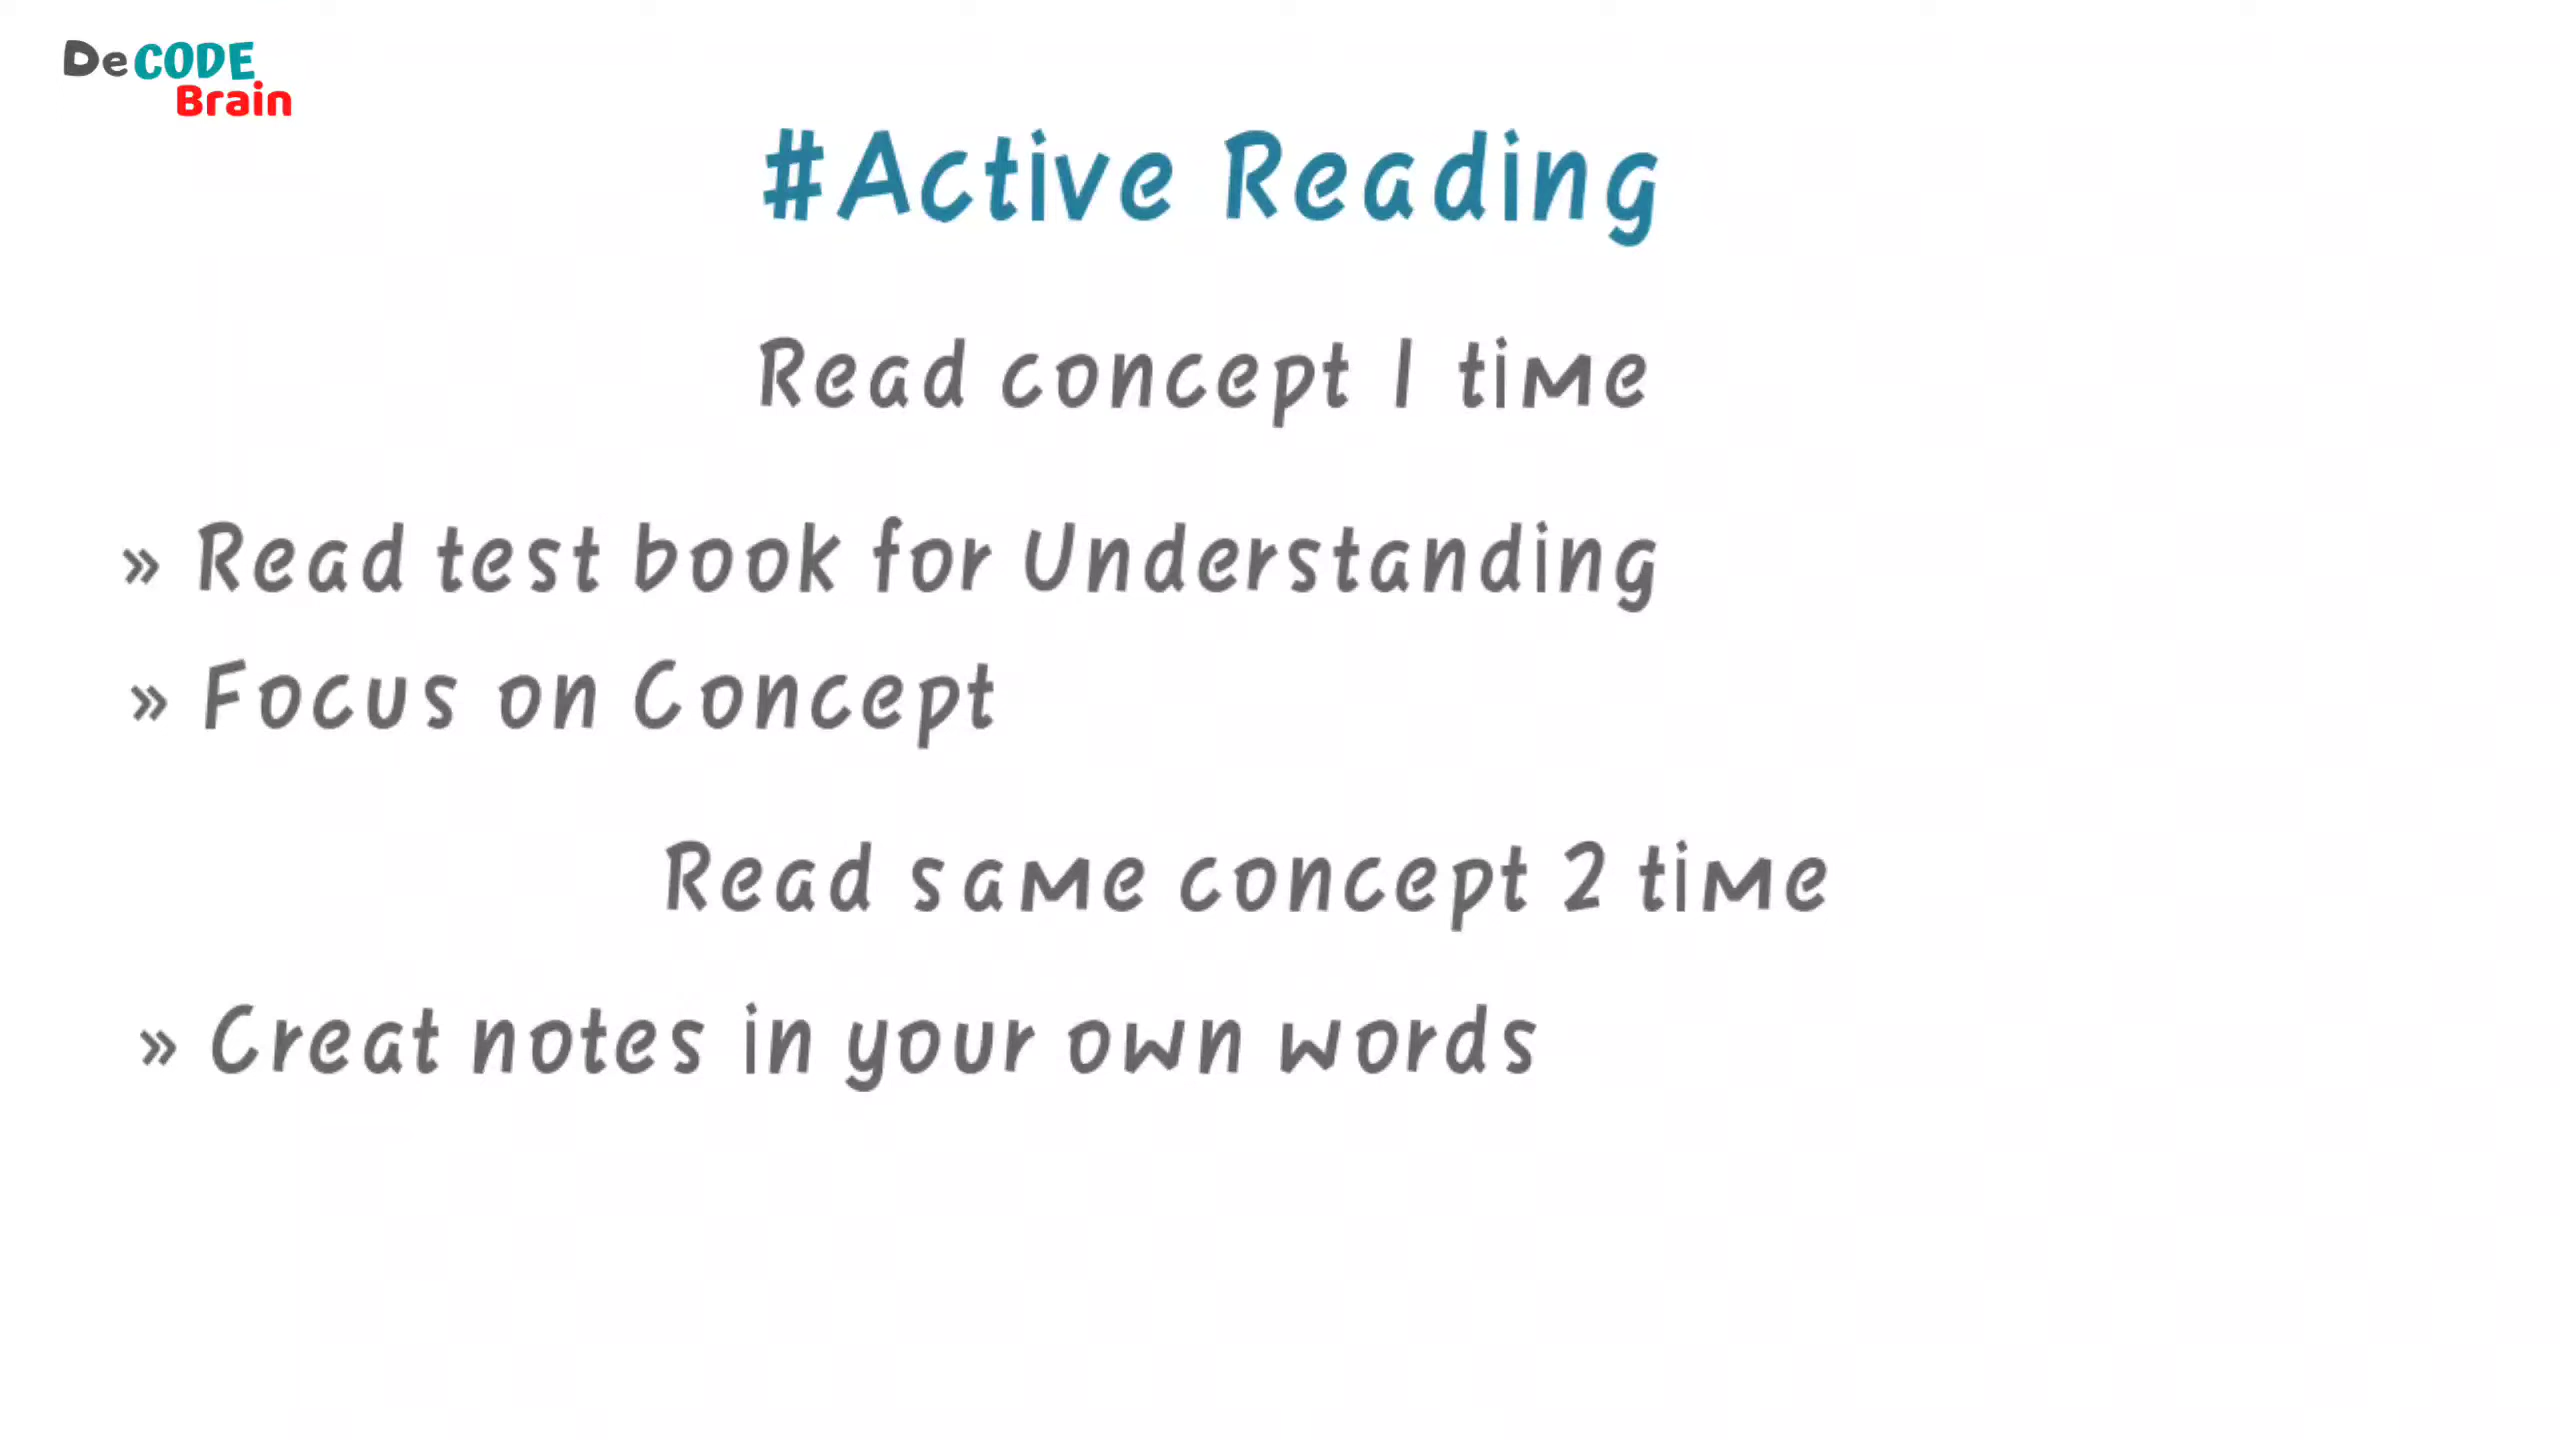 DeCODE
Brain
#Active Reading
Read concept 1 time
» Read test book for Understanding
» Focus on Concept
Read same concept 2 time
» Creat notes in your own words